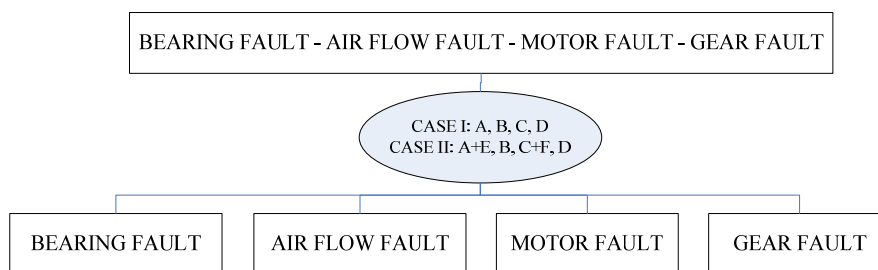 BEARING FAULT - AIR FLOW FAULT - MOTOR FAULT - GEAR FAULT
CASE I: A, B, C, D
CASE II: A+E, B, C+F, D
BEARING FAULT
AIR FLOW FAULT
MOTOR FAULT
GEAR FAULT